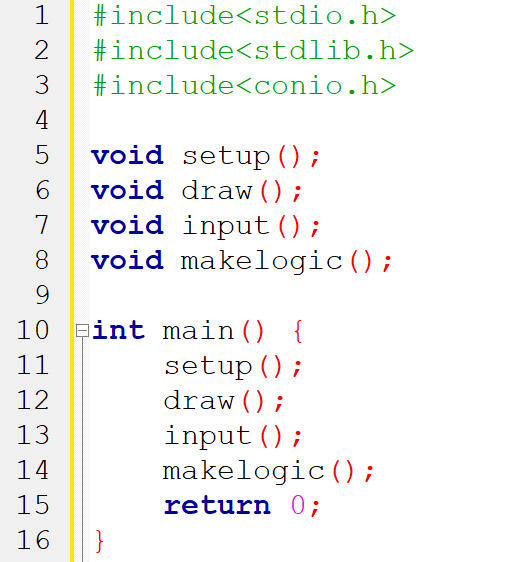 1 #include<stdio.h>
2 #include<stdlib.h>
3 #include<conio.h>
4
5 void setup();
6 void draw();
7 void input();
8 void makelogic();
9
10 int main() {
11 setup();
12 draw();
13 input();
14 makelogic();
15 return 0;
16 }